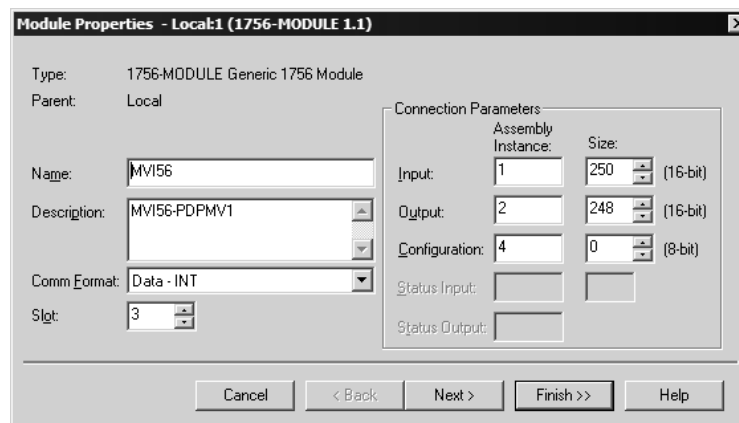 Module Properties - Local:1 (1756-MODULE 1.1)
Type: 1756-MODULE Generic 1756 Module
Parent: Local
Connection Parameters
Assembly Instance: Size:
Name: MVI56
Input: 1 250 (16-bit)
Description: MVI56-PDPMV1
Output: 2 248 (16-bit)
Configuration: 4 0 (8-bit)
Comm Format: Data - INT
Status Input:
Slot: 3
Status Output:
Cancel < Back Next > Finish >> Help